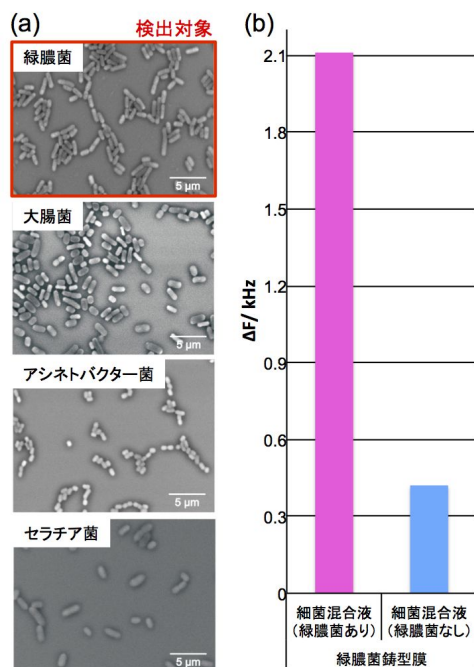 (a)
検出対象
緑膿菌
5 µm
大腸菌
5 µm
アシネトバクター菌
5 µm
セラチア菌
5 µm
(b)
ΔF/ kHz
2.1
1.8
1.5
1.2
0.9
0.6
0.3
0
細菌混合液
（緑膿菌あり）
細菌混合液
（緑膿菌なし）
緑膿菌鋳型膜